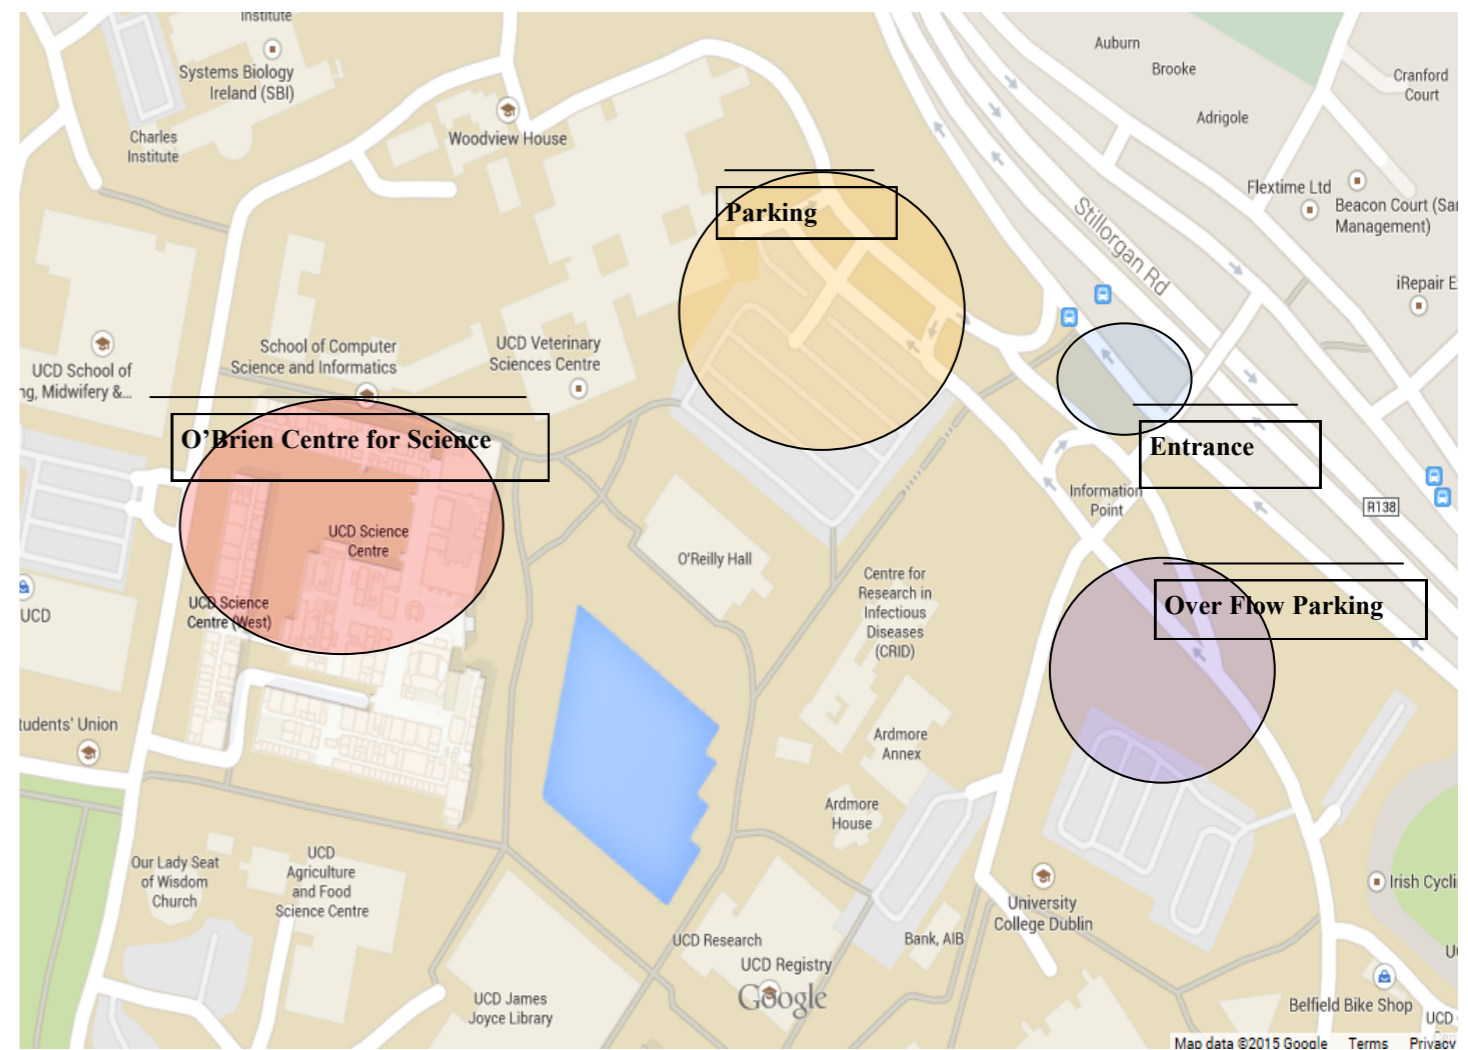 Institute
Systems Biology
Ireland (SBI)
Charles
Institute
Woodview House
Auburn
Brooke
Adrigole
Cranford
Court
Flextime Ltd
Beacon Court (Sa
Management)
Stillorgan Rd
iRepair E
Parking
UCD School of
ng, Midwifery &...
School of Computer
Science and Informatics
UCD Veterinary
Sciences Centre
O'Brien Centre for Science
Entrance
Information
Point
R138
UCD Science
Centre
UCD Science
Centre (West)
O'Reilly Hall
Centre for
Research in
Infectious
Diseases
(CRID)
Over Flow Parking
UCD
tudents' Union
Ardmore
Annex
Ardmore
House
Our Lady Seat
of Wisdom
Church
UCD
Agriculture
and Food
Science Centre
University
College Dublin
Irish Cycli
UCD Research
Bank, AIB
UCD Registry
Google
UCD James
Joyce Library
Belfield Bike Shop
UCD
Map data ©2015 Google Terms Privacy